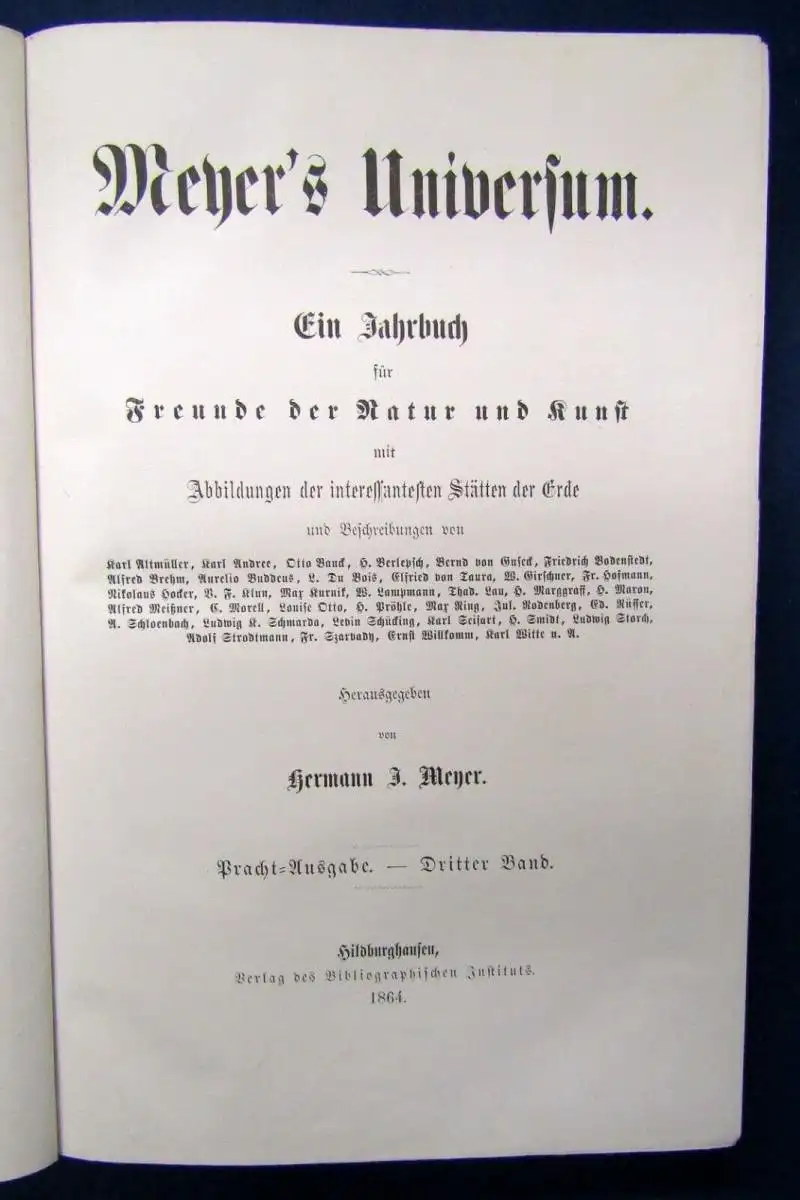 Meyer's Universum.
Ein Jahrbuch
für
Freunde der Natur und Kunst
mit
Abbildungen der interessantesten Stätten der Erde
und Beschreibungen von
Karl Altmüller, Karl Andree, Otto Banck, H. Berlepsch, Bernd von Guseck, Friedrich Bodenstedt,
Alfred Brehm, Aurelio Buddeus, L. Du Bois, Elfried von Taura, W. Girschner, Fr. Hofmann,
Nikolaus Hocker, V. F. Klun, Max Kurnik, W. Lampmann, Thad. Lau, H. Marggraff, H. Maron,
Alfred Meißner, C. Morell, Louise Otto, H. Pröhle, Max Ring, Jul. Rodenberg, Ed. Rüffer,
A. Schloenbach, Ludwig K. Schmarda, Levin Schücking, Karl Seifart, H. Smidt, Ludwig Storch,
Adolf Strodtmann, Fr. Szarvady, Ernst Willkomm, Karl Witte u. A.
Herausgegeben
von
Hermann J. Meyer.
Pracht=Ausgabe. — Dritter Band.
Hildburghausen,
Verlag des Bibliographischen Instituts.
1864.